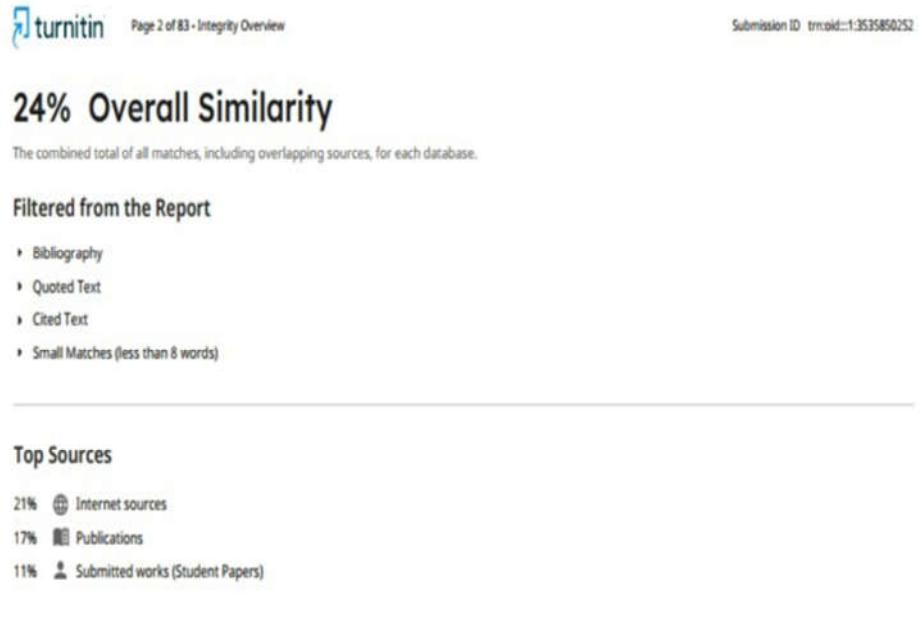 turnitin Page 2 of 83 - Integrity Overview Submission ID trn:oid:::1:3535850252
24% Overall Similarity
The combined total of all matches, including overlapping sources, for each database.
Filtered from the Report
Bibliography
Quoted Text
Cited Text
Small Matches (less than 8 words)
Top Sources
21% Internet sources
17% Publications
11% Submitted works (Student Papers)